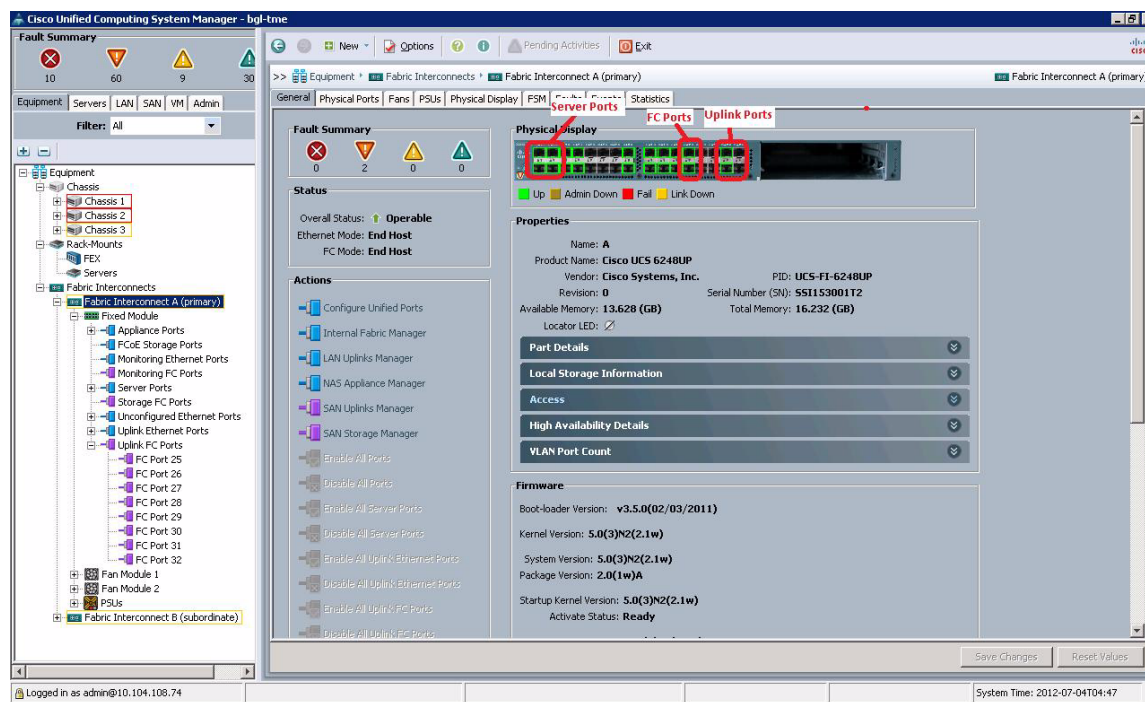 Cisco Unified Computing System Manager - bgl-tme
Fault Summary
10 60 9 30
Equipment Servers LAN SAN VM Admin
Filter: All
Equipment
Chassis
Chassis 1
Chassis 2
Chassis 3
Rack-Mounts
FEX
Servers
Fabric Interconnects
Fabric Interconnect A (primary)
Fixed Module
Appliance Ports
FCoE Storage Ports
Monitoring Ethernet Ports
Monitoring FC Ports
Server Ports
Storage FC Ports
Unconfigured Ethernet Ports
Uplink Ethernet Ports
Uplink FC Ports
FC Port 25
FC Port 26
FC Port 27
FC Port 28
FC Port 29
FC Port 30
FC Port 31
FC Port 32
Fan Module 1
Fan Module 2
PSUs
Fabric Interconnect B (subordinate)
New Options Pending Activities Exit
>> Equipment Fabric Interconnects Fabric Interconnect A (primary) Fabric Interconnect A (primary)
General Physical Ports Fans PSUs Physical Display FSM Faults Events Statistics
Server Ports FC Ports Uplink Ports
Fault Summary
0 2 0 0
Status
Overall Status: Operable
Ethernet Mode: End Host
FC Mode: End Host
Actions
Configure Unified Ports
Internal Fabric Manager
LAN Uplinks Manager
NAS Appliance Manager
SAN Uplinks Manager
SAN Storage Manager
Enable All Ports
Disable All Ports
Enable All Server Ports
Disable All Server Ports
Enable All Uplink Ethernet Ports
Disable All Uplink Ethernet Ports
Enable All Uplink FC Ports
Disable All Uplink FC Ports
Physical Display
Up Admin Down Fail Link Down
Properties
Name: A
Product Name: Cisco UCS 6248UP
Vendor: Cisco Systems, Inc. PID: UCS-FI-6248UP
Revision: 0 Serial Number (SN): SSI153001T2
Available Memory: 13.628 (GB) Total Memory: 16.232 (GB)
Locator LED:
Part Details
Local Storage Information
Access
High Availability Details
VLAN Port Count
Firmware
Boot-loader Version: v3.5.0(02/03/2011)
Kernel Version: 5.0(3)N2(2.1w)
System Version: 5.0(3)N2(2.1w)
Package Version: 2.0(1w)A
Startup Kernel Version: 5.0(3)N2(2.1w)
Activate Status: Ready
Save Changes Reset Values
Logged in as admin@10.104.108.74 System Time: 2012-07-04T04:47